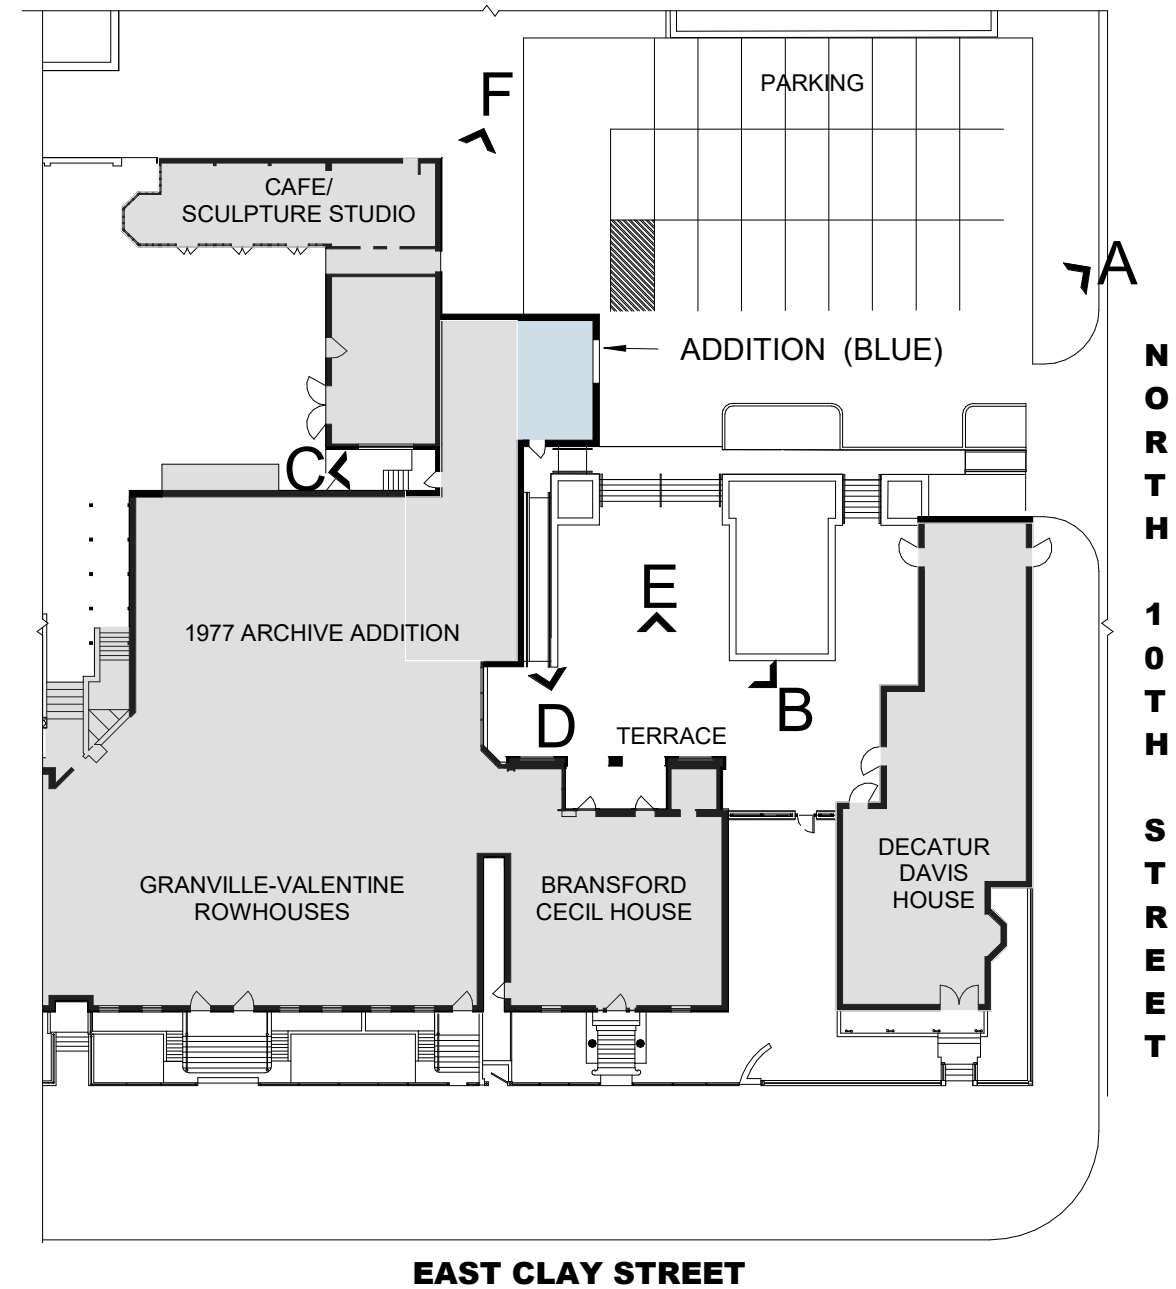 F
PARKING
CAFE/
SCULPTURE STUDIO
A
ADDITION (BLUE)
C
E
1977 ARCHIVE ADDITION
B
D
TERRACE
DECATUR
DAVIS
HOUSE
GRANVILLE-VALENTINE
ROWHOUSES
BRANSFORD
CECIL HOUSE
NORTH 10TH STREET
EAST CLAY STREET